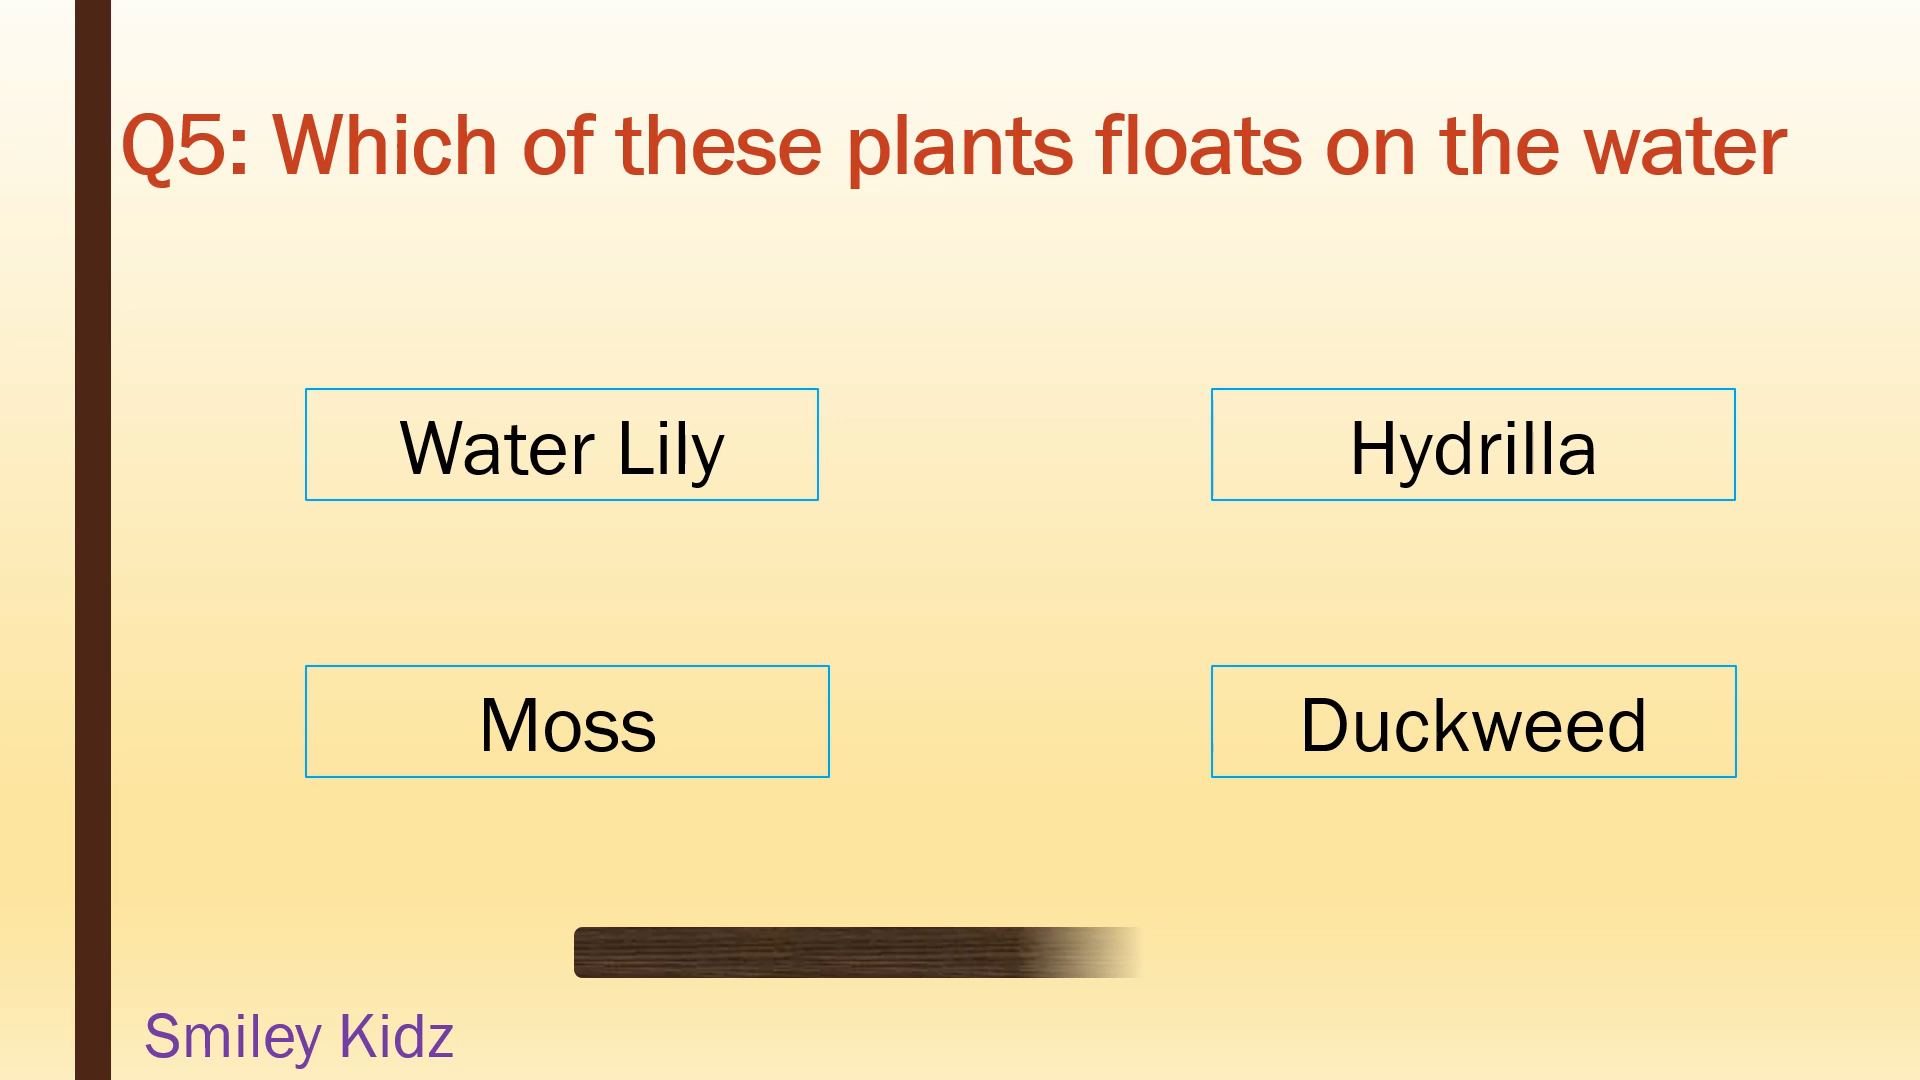 Q5: Which of these plants floats on the water
Water Lily
Hydrilla
Moss
Duckweed
Smiley Kidz